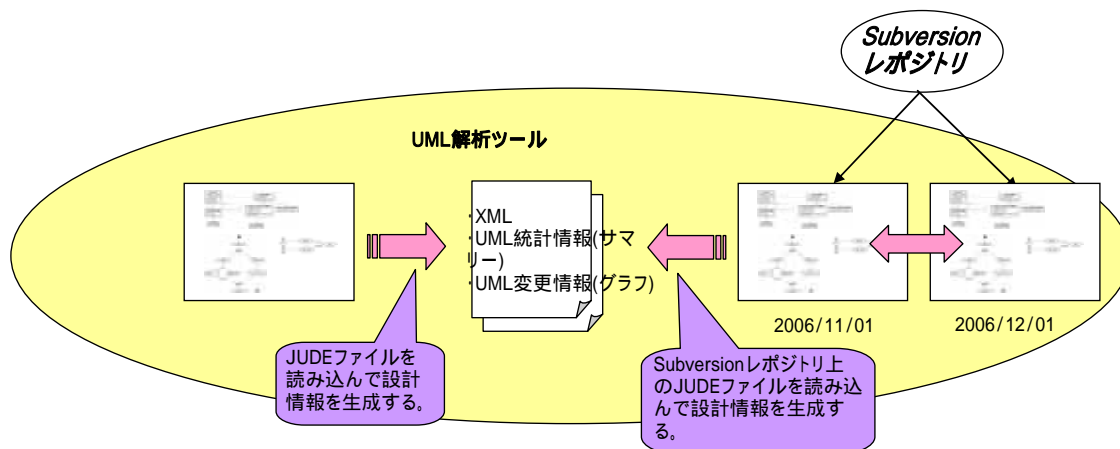 Subversion
レポジトリ
UML解析ツール
・XML
・UML統計情報(サマ
リー)
・UML変更情報(グラフ)
2006/11/01
2006/12/01
JUDEファイルを
読み込んで設計
情報を生成する。
Subversionレポジトリ上
のJUDEファイルを読み込
んで設計情報を生成す
る。